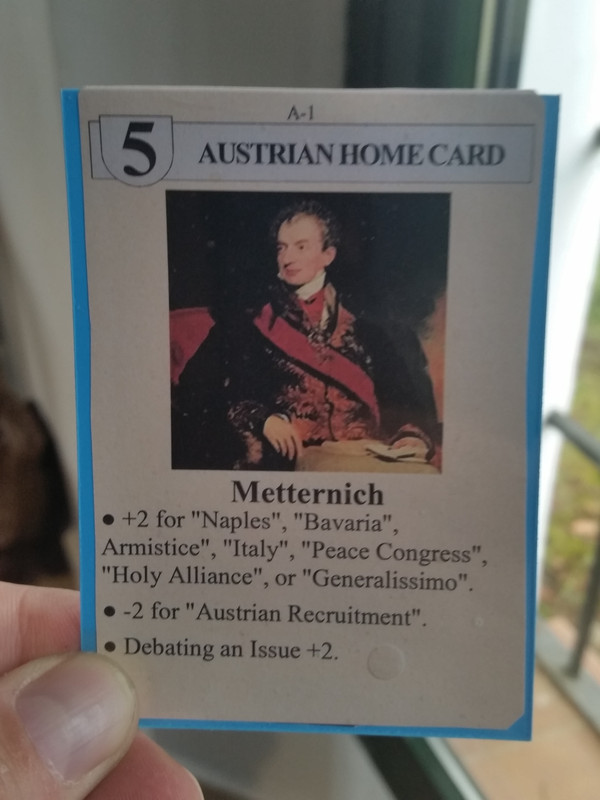 A-1
5 AUSTRIAN HOME CARD
Metternich
● +2 for "Naples", "Bavaria",
Armistice", "Italy", "Peace Congress",
"Holy Alliance", or "Generalissimo".
● -2 for "Austrian Recruitment".
● Debating an Issue +2.